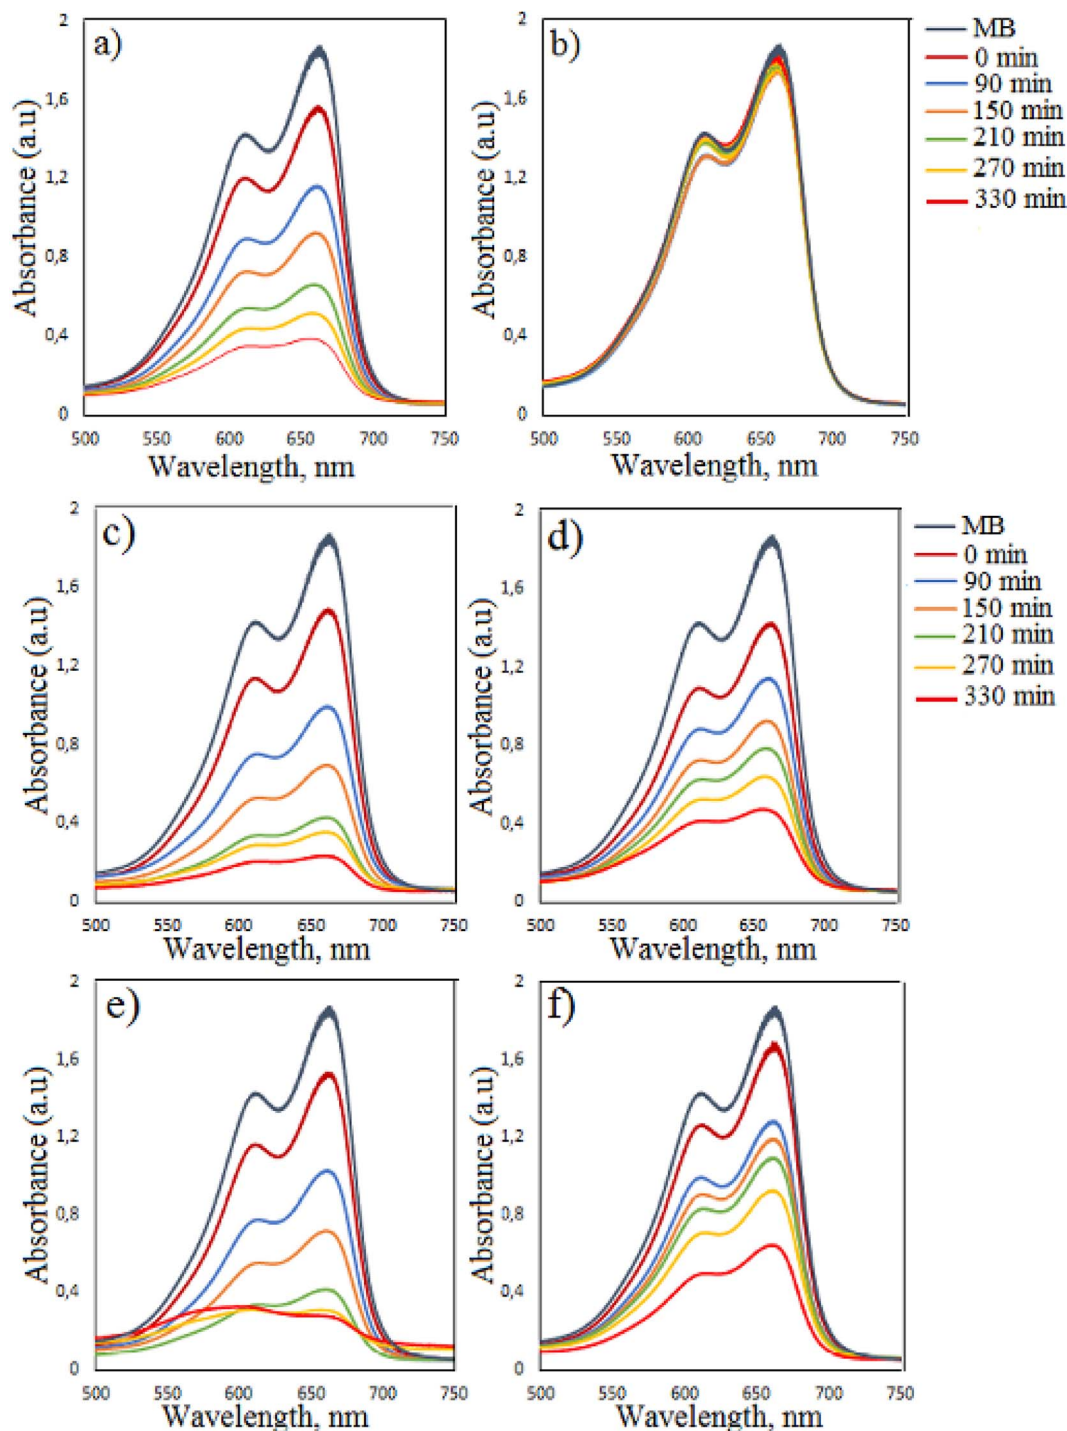 a)
2
1,6
1,2
0,8
0,4
0
500 550 600 650 700 750
Wavelength, nm
Absorbance (a.u)
b)
2
1,6
1,2
0,8
0,4
0
500 550 600 650 700 750
Wavelength, nm
Absorbance (a.u)
MB
0 min
90 min
150 min
210 min
270 min
330 min
c)
2
1,6
1,2
0,8
0,4
0
500 550 600 650 700 750
Wavelength, nm
Absorbance (a.u)
d)
2
1,6
1,2
0,8
0,4
0
500 550 600 650 700 750
Wavelength, nm
Absorbance (a.u)
MB
0 min
90 min
150 min
210 min
270 min
330 min
e)
2
1,6
1,2
0,8
0,4
0
500 550 600 650 700 750
Wavelength, nm
Absorbance (a.u)
f)
2
1,6
1,2
0,8
0,4
0
500 550 600 650 700 750
Wavelength, nm
Absorbance (a.u)